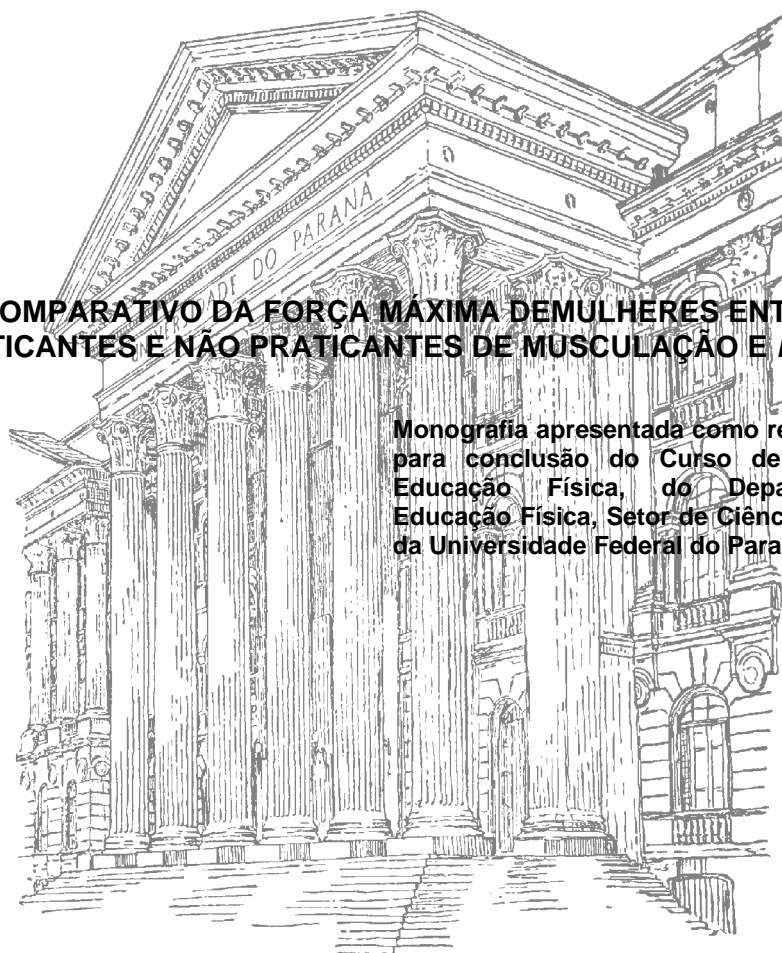 DADE DO PARANÁ
OMPARATIVO DA FORÇA MÁXIMA DEMULHERES ENT
TICANTES E NÃO PRATICANTES DE MUSCULAÇÃO E
Monografia apresentada como re
para conclusão do Curso de
Educação Física, do Depa
Educação Física, Setor de Ciênc
da Universidade Federal do Para